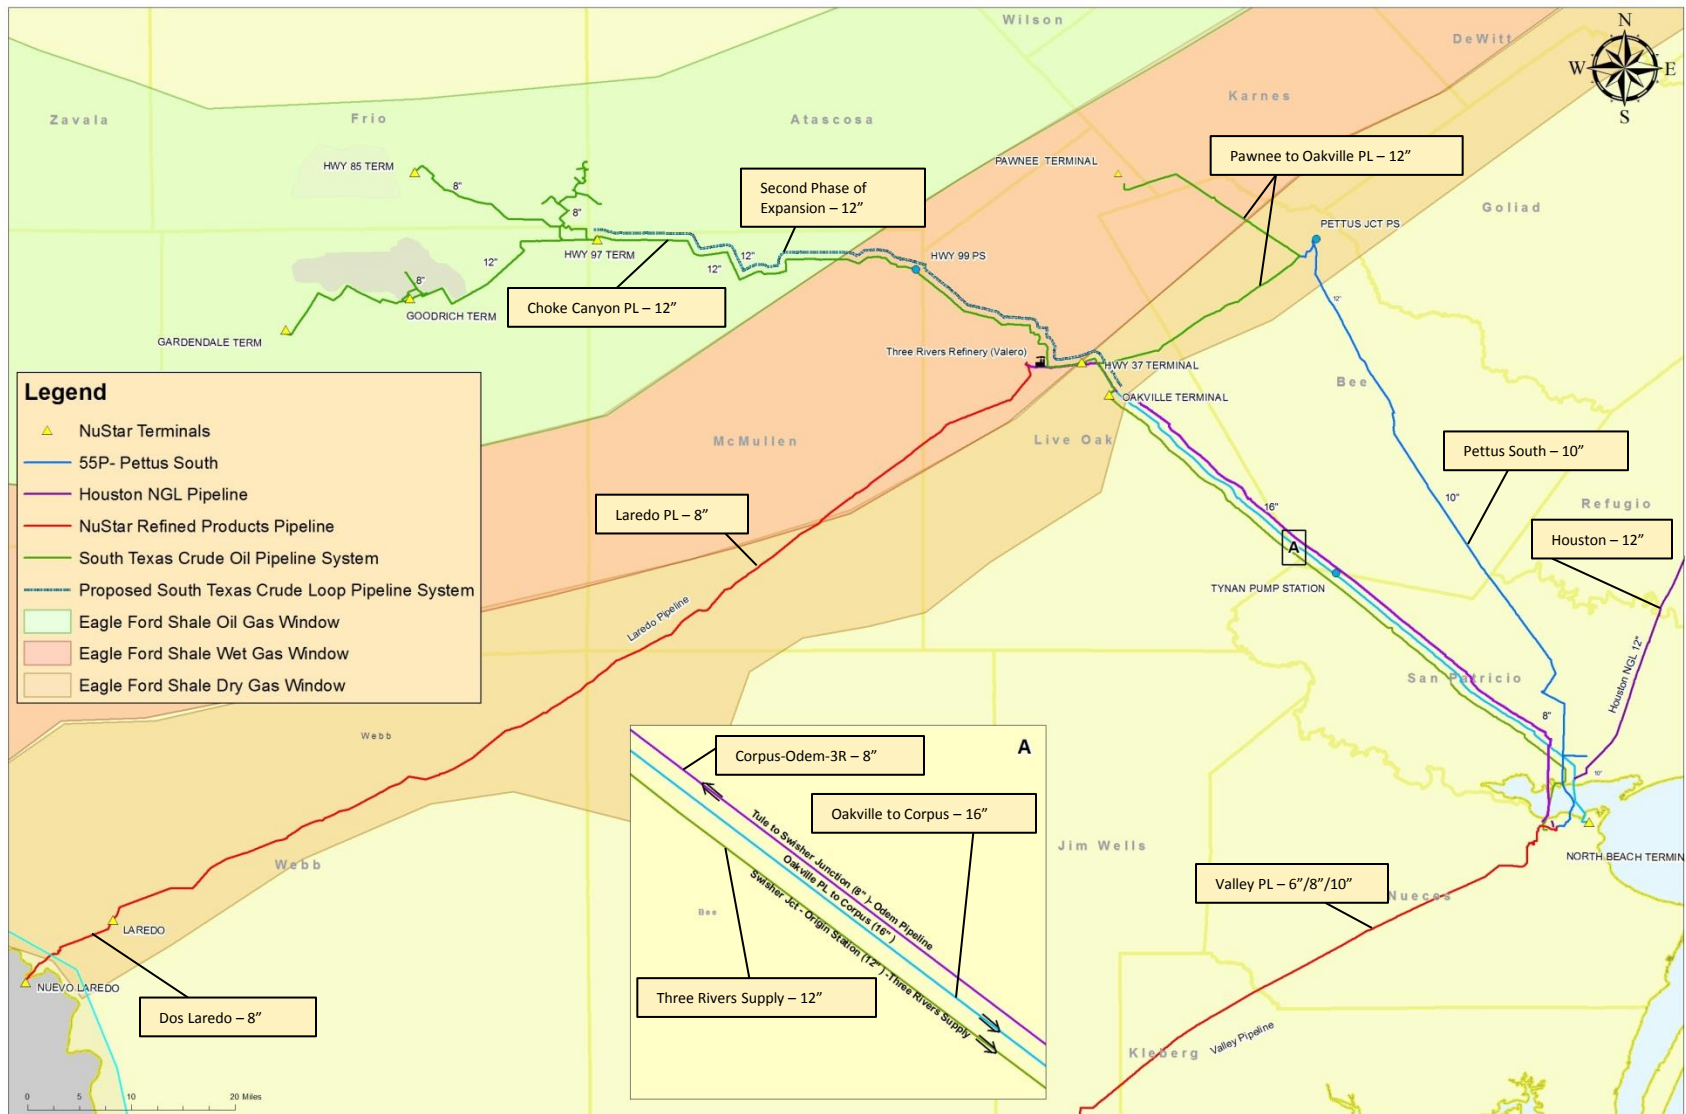 Wilson
DeWitt
N
W
E
S
Karnes
Zavala
Frio
Atascosa
HWY 85 TERM
8"
PAWNEE TERMINAL
Pawnee to Oakville PL – 12”
Second Phase of
Expansion – 12”
8"
Goliad
PETTUS JCT PS
HWY 97 TERM
12"
12"
12"
HWY 99 PS
8"
Choke Canyon PL – 12”
12"
GOODRICH TERM
GARDENDALE TERM
Three Rivers Refinery (Valero)
HWY 37 TERMINAL
OAKVILLE TERMINAL
Bee
McMullen
Live Oak
Legend
NuStar Terminals
55P- Pettus South
Houston NGL Pipeline
NuStar Refined Products Pipeline
South Texas Crude Oil Pipeline System
Proposed South Texas Crude Loop Pipeline System
Eagle Ford Shale Oil Gas Window
Eagle Ford Shale Wet Gas Window
Eagle Ford Shale Dry Gas Window
Pettus South – 10”
10"
16"
Refugio
Laredo PL – 8”
Houston – 12”
A
TYNAN PUMP STATION
Laredo Pipeline
Houston NGL 12"
San Patricio
8"
10"
Webb
A
Corpus-Odem-3R – 8”
Oakville to Corpus – 16”
Tule to Swisher Junction (8" )- Odem Pipeline
Oakville PL to Corpus (16" )
Swisher Jct - Origin Station (12" ) -Three Rivers Supply
Bee
Three Rivers Supply – 12”
Jim Wells
NORTH BEACH TERMIN
Valley PL – 6”/8”/10”
Nueces
Webb
LAREDO
NUEVO LAREDO
Dos Laredo – 8”
Kleberg
Valley Pipeline
0 5 10 20 Miles